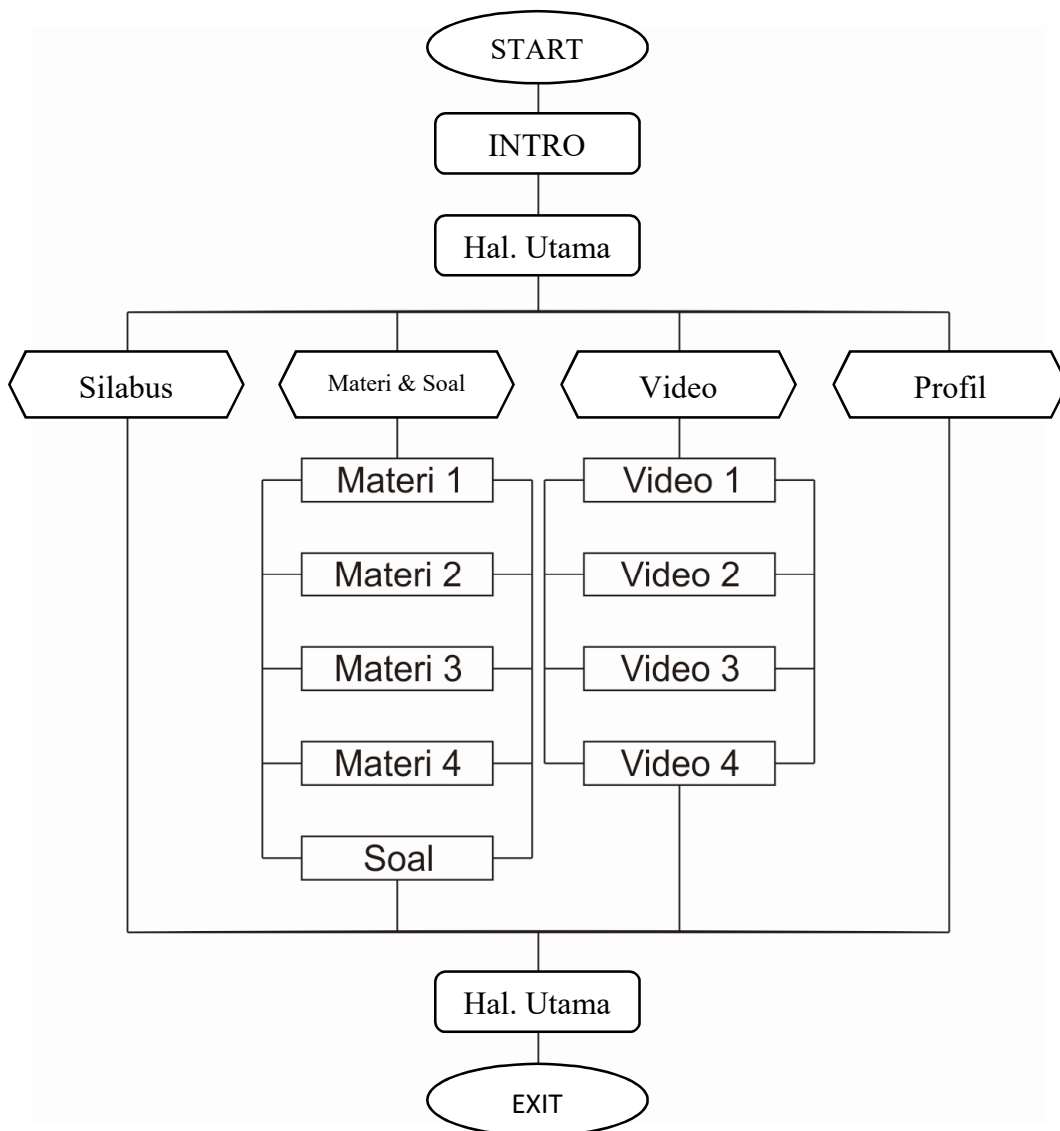 START
INTRO
Hal. Utama
Silabus
Materi & Soal
Video
Profil
Materi 1
Video 1
Materi 2
Video 2
Materi 3
Video 3
Materi 4
Video 4
Soal
Hal. Utama
EXIT